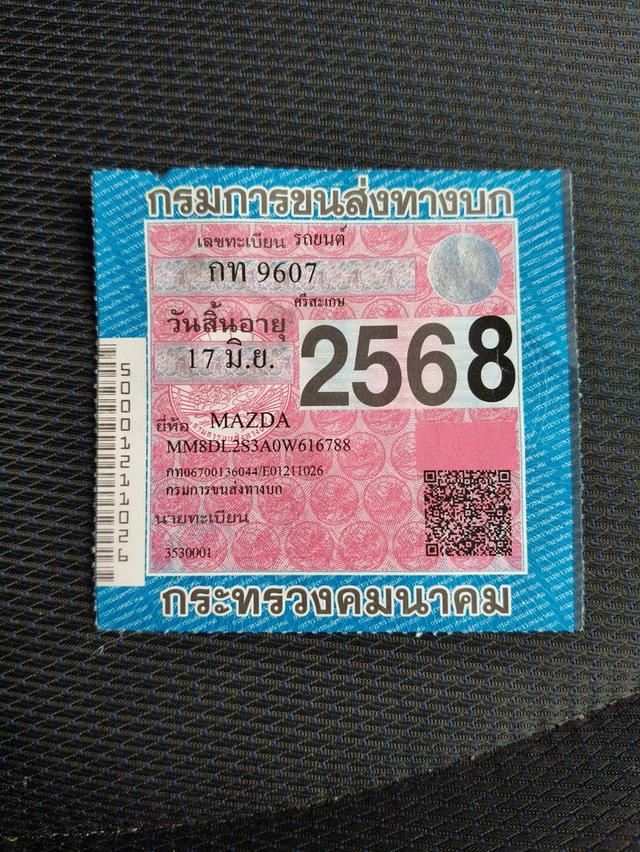 กรมการขนส่งทางบก
เลขทะเบียน รถยนต์
กท 9607
ศรีสะเกษ
วันสิ้นอายุ
17 มิ.ย.
2568
ยี่ห้อ MAZDA
MM8DL2S3A0W616788
กท06700136044/E01211026
กรมการขนส่งทางบก
นายทะเบียน
3530001
กระทรวงคมนาคม
5000121102­9